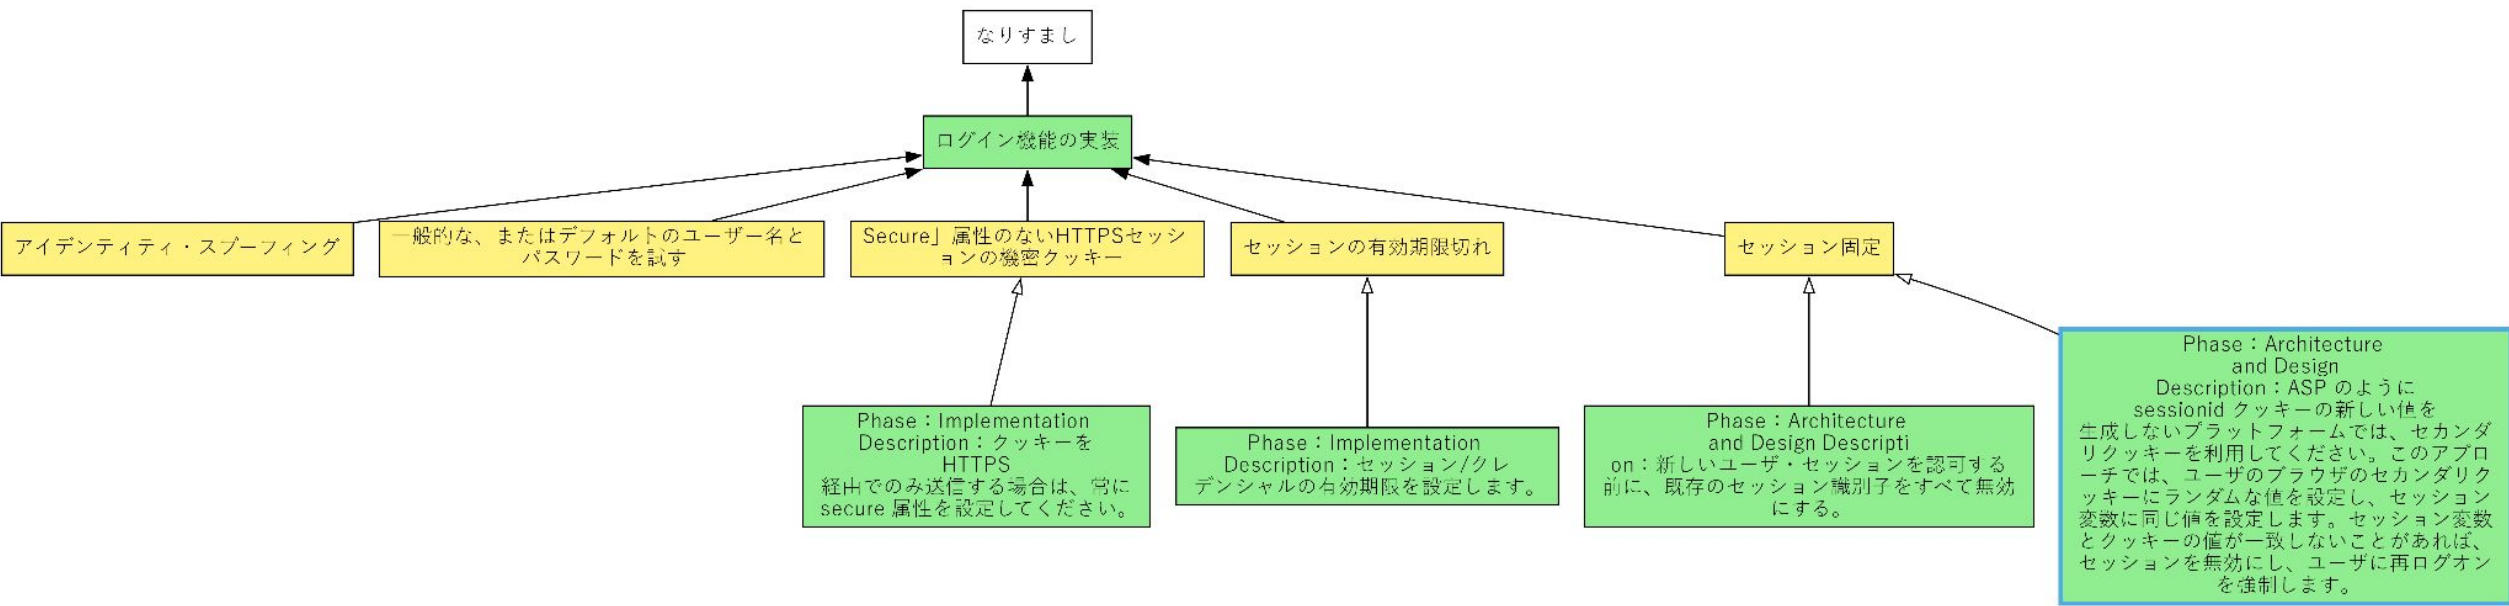 なりすまし
ログイン機能の実装
アイデンティティ・スプーフィング
一般的な、またはデフォルトのユーザー名と
パスワードを試す
Secure」属性のないHTTPSセッシ
ョンの機密クッキー
セッションの有効期限切れ
セッション固定
Phase：Implementation
Description：クッキーを
HTTPS
経由でのみ送信する場合は、常に
secure 属性を設定してください。
Phase：Implementation
Description：セッション/クレ
デンシャルの有効期限を設定します。
Phase：Architecture
and Design Descripti
on：新しいユーザ・セッションを認可する
前に、既存のセッション識別子をすべて無効
にする。
Phase：Architecture
and Design
Description：ASP のように
sessionid クッキーの新しい値を
生成しないプラットフォームでは、セカンダ
リクッキーを利用してください。このアプロ
ーチでは、ユーザのブラウザのセカンダリク
ッキーにランダムな値を設定し、セッション
変数に同じ値を設定します。セッション変数
とクッキーの値が一致しないことがあれば、
セッションを無効にし、ユーザに再ログオン
を強制します。